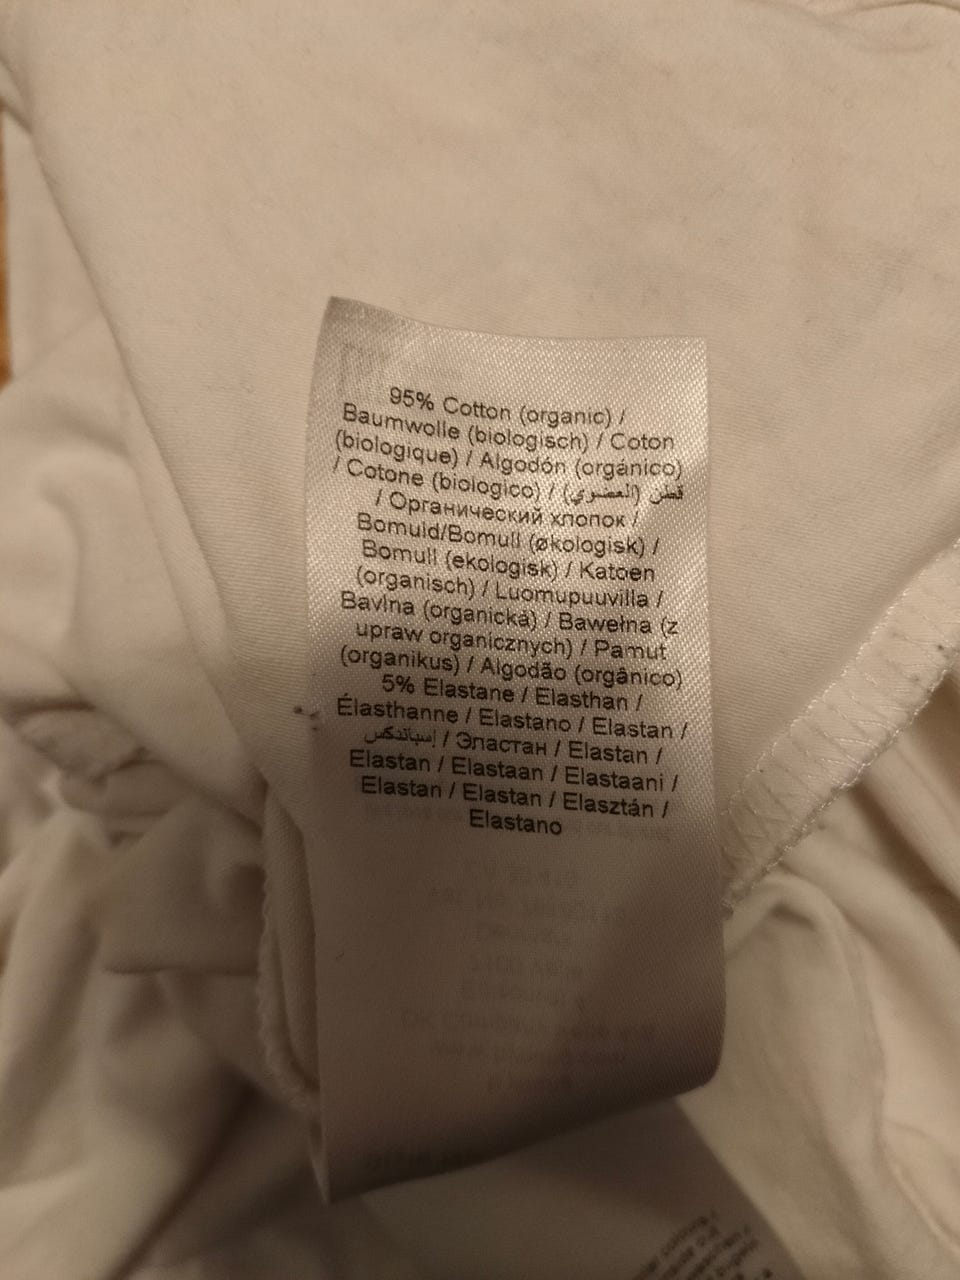 95% Cotton (organic) /
Baumwolle (biologisch) / Coton
(biologique) / Algodón (orgánico)
/ Cotone (biologico) / قطن (العضوي)
/ Органический хлопок /
Bomuld/Bomull (økologisk) /
Bomull (ekologisk) / Katoen
(organisch) / Luomupuuvilla /
Bavlna (organická) / Bawełna (z
upraw organicznych) / Pamut
(organikus) / Algodão (orgânico)
5% Elastane / Elasthan /
Élasthanne / Elastano / Elastan /
إسباندكس / Эластан / Elastan /
Elastan / Elastaan / Elastaani /
Elastan / Elastan / Elasztán /
Elastano